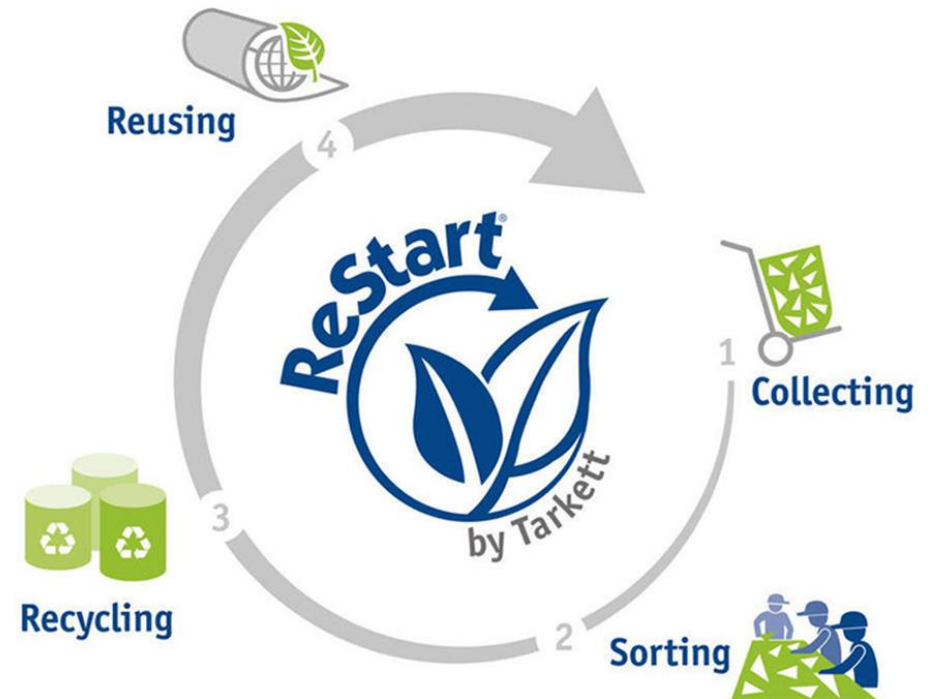 Reusing
4
ReStart®
1
Collecting
by Tarkett
3
Recycling
2
Sorting